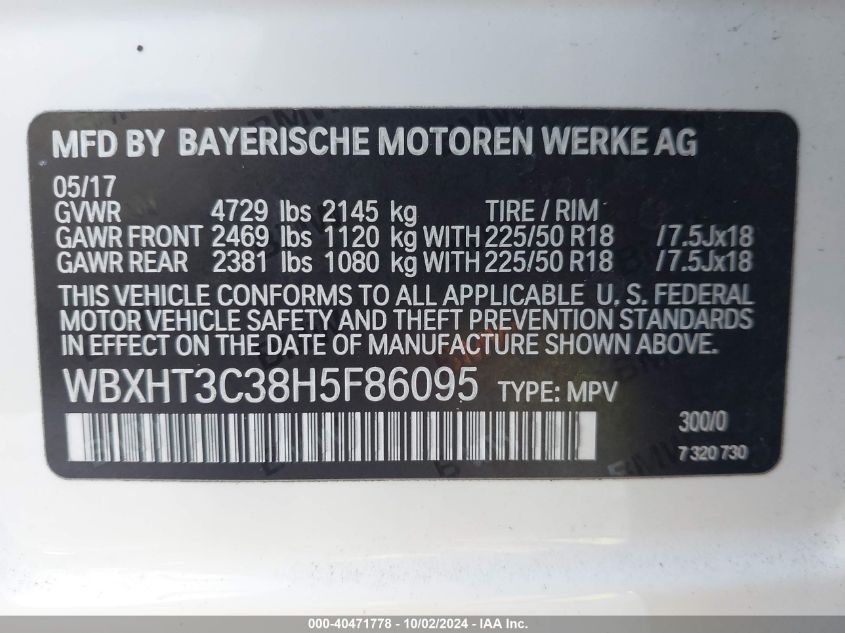 MFD BY BAYERISCHE MOTOREN WERKE AG
05/17
GVWR 4729 lbs 2145 kg TIRE / RIM
GAWR FRONT 2469 lbs 1120 kg WITH 225/50 R18 /7.5Jx18
GAWR REAR 2381 lbs 1080 kg WITH 225/50 R18 /7.5Jx18
THIS VEHICLE CONFORMS TO ALL APPLICABLE U. S. FEDERAL
MOTOR VEHICLE SAFETY AND THEFT PREVENTION STANDARDS
IN EFFECT ON THE DATE OF MANUFACTURE SHOWN ABOVE.
WBXHT3C38H5F86095 TYPE: MPV
300/0
7 320 730
000-40471778 - 10/02/2024 - IAA Inc.